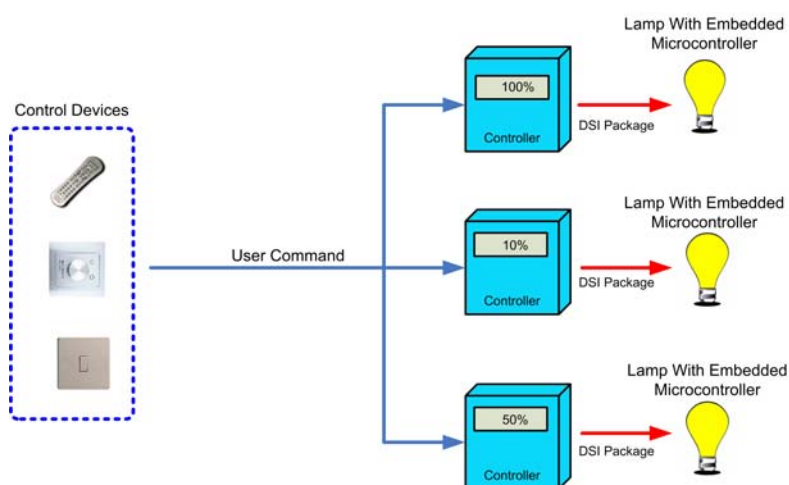 Lamp With Embedded
Microcontroller
100%
Controller
DSI Package
Control Devices
Lamp With Embedded
Microcontroller
User Command
10%
Controller
DSI Package
Lamp With Embedded
Microcontroller
50%
Controller
DSI Package